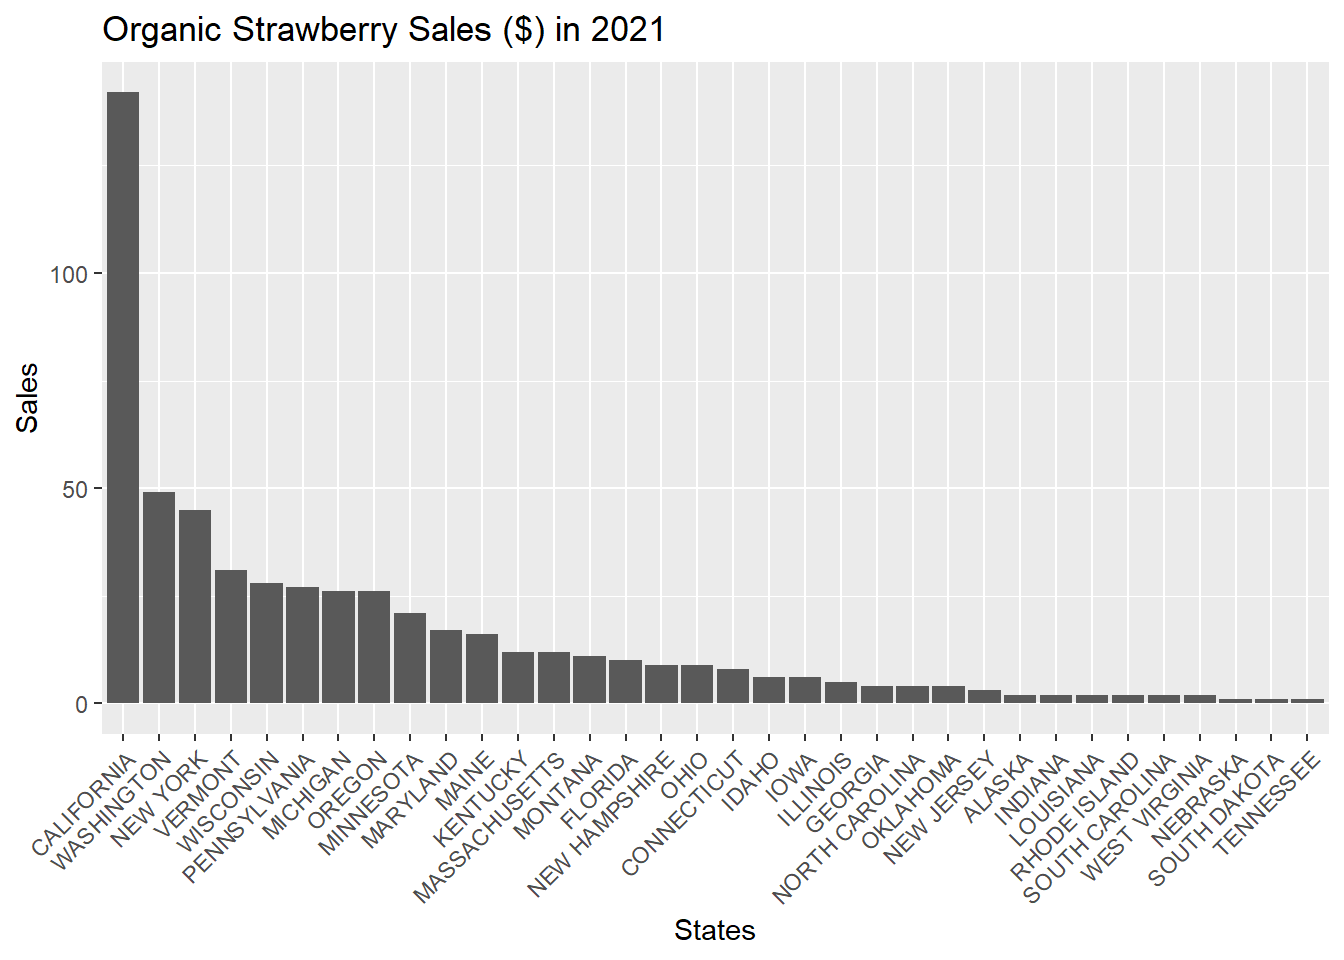 Organic Strawberry Sales ($) in 2021
Sales
100
50
0
CALIFORNIA
WASHINGTON
NEW YORK
VERMONT
WISCONSIN
PENNSYLVANIA
MICHIGAN
OREGON
MINNESOTA
MARYLAND
MAINE
KENTUCKY
MASSACHUSETTS
MONTANA
FLORIDA
NEW HAMPSHIRE
OHIO
CONNECTICUT
IDAHO
IOWA
ILLINOIS
GEORGIA
NORTH CAROLINA
OKLAHOMA
NEW JERSEY
ALASKA
INDIANA
LOUISIANA
RHODE ISLAND
SOUTH CAROLINA
WEST VIRGINIA
NEBRASKA
SOUTH DAKOTA
TENNESSEE
States